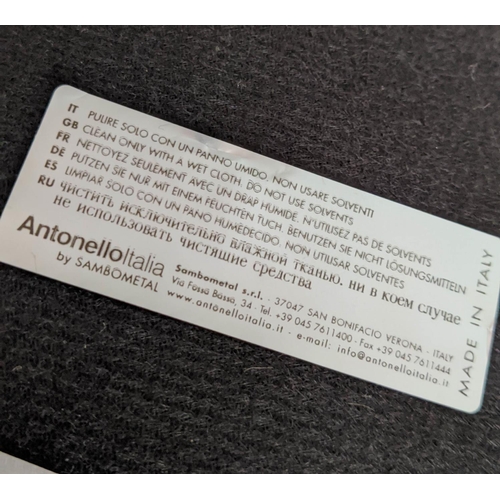 IT PULIRE SOLO CON UN PANNO UMIDO. NON USARE SOLVENTI
GB CLEAN ONLY WITH A WET CLOTH. DO NOT USE SOLVENTS
FR NETTOYEZ SEULEMENT AVEC UN DRAP HUMIDE. N'UTILISEZ PAS DE SOLVENTS
DE PUTZEN SIE NUR MIT EINEM FEUCHTEN TUCH. BENUTZEN SIE NICHT LÖSUNGSMITTELN
ES LIMPIAR SOLO CON UN PANO HUMEDECIDO. NON UTILISAR SOLVENTES
RU чистить исключительно влажной тканью. ни в коем случае
не использовать чистящие средства
AntonelloItalia
by SAMBOMETAL
Sambometal s.r.l. · 37047 SAN BONIFACIO VERONA · ITALY
Via Fossa Bassa, 34 · Tel. +39 045 7611400 · Fax +39 045 7611444
www.antonelloitalia.it · e-mail: info@antonelloitalia.it
MADE IN ITALY